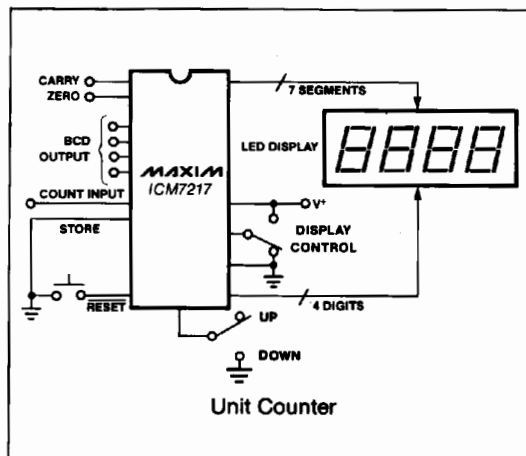 CARRY
ZERO
7 SEGMENTS
BCD
OUTPUT
LED DISPLAY
8888
MAXIM
ICM7217
COUNT INPUT
V+
STORE
DISPLAY
CONTROL
RESET
4 DIGITS
UP
DOWN
Unit Counter